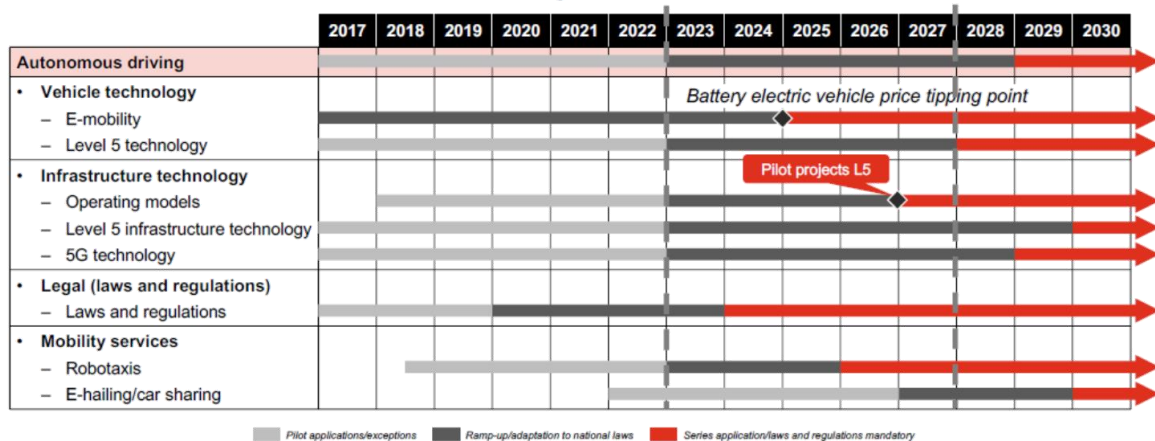 2017 2018 2019 2020 2021 2022 2023 2024 2025 2026 2027 2028 2029 2030
Autonomous driving
• Vehicle technology
Battery electric vehicle price tipping point
– E-mobility
– Level 5 technology
• Infrastructure technology
Pilot projects L5
– Operating models
– Level 5 infrastructure technology
– 5G technology
• Legal (laws and regulations)
– Laws and regulations
• Mobility services
– Robotaxis
– E-hailing/car sharing
Pilot applications/exceptions Ramp-up/adaptation to national laws Series application/laws and regulations mandatory